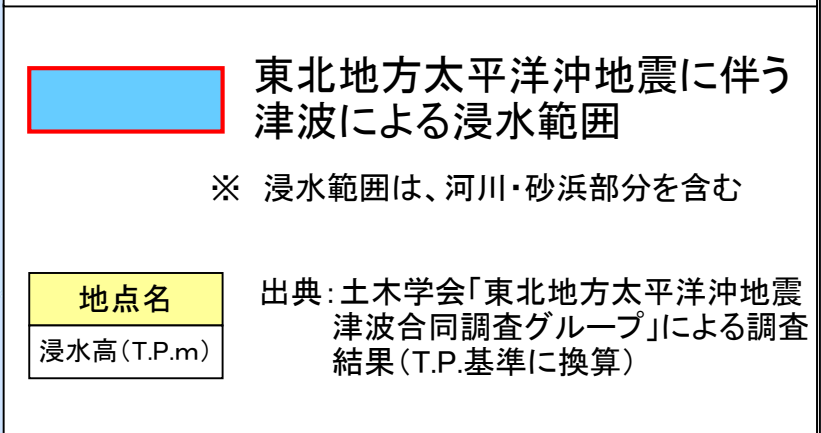 東北地方太平洋沖地震に伴う
津波による浸水範囲
※ 浸水範囲は、河川・砂浜部分を含む
地点名
浸水高(T.P.m)
出典:土木学会「東北地方太平洋沖地震
津波合同調査グループ」による調査
結果(T.P.基準に換算)